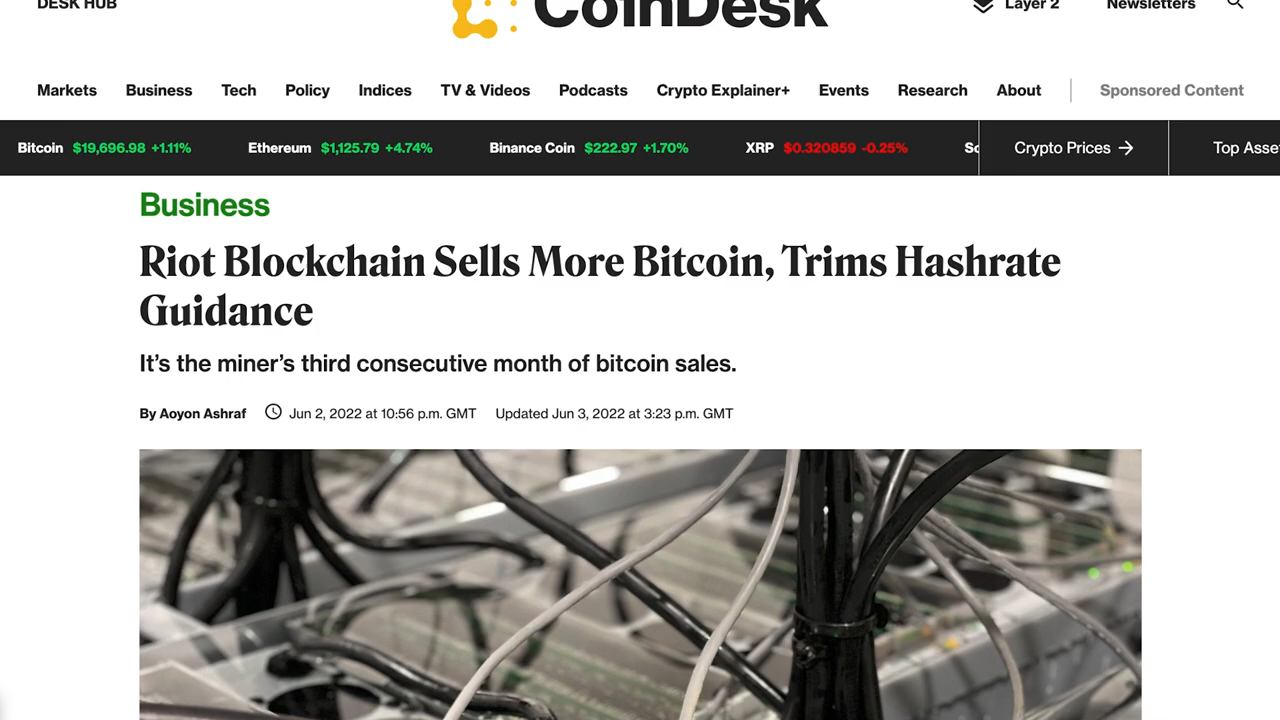 DESK HUB
CoinDesk
Layer 2
Newsletters
Markets Business Tech Policy Indices TV & Videos Podcasts Crypto Explainer+ Events Research About Sponsored Content
Bitcoin $19,696.98 +1.11% Ethereum $1,125.79 +4.74% Binance Coin $222.97 +1.70% XRP $0.320859 -0.25% Crypto Prices → Top
Business
Riot Blockchain Sells More Bitcoin, Trims Hashrate
Guidance
It’s the miner’s third consecutive month of bitcoin sales.
By Aoyon Ashraf Jun 2, 2022 at 10:56 p.m. GMT Updated Jun 3, 2022 at 3:23 p.m. GMT